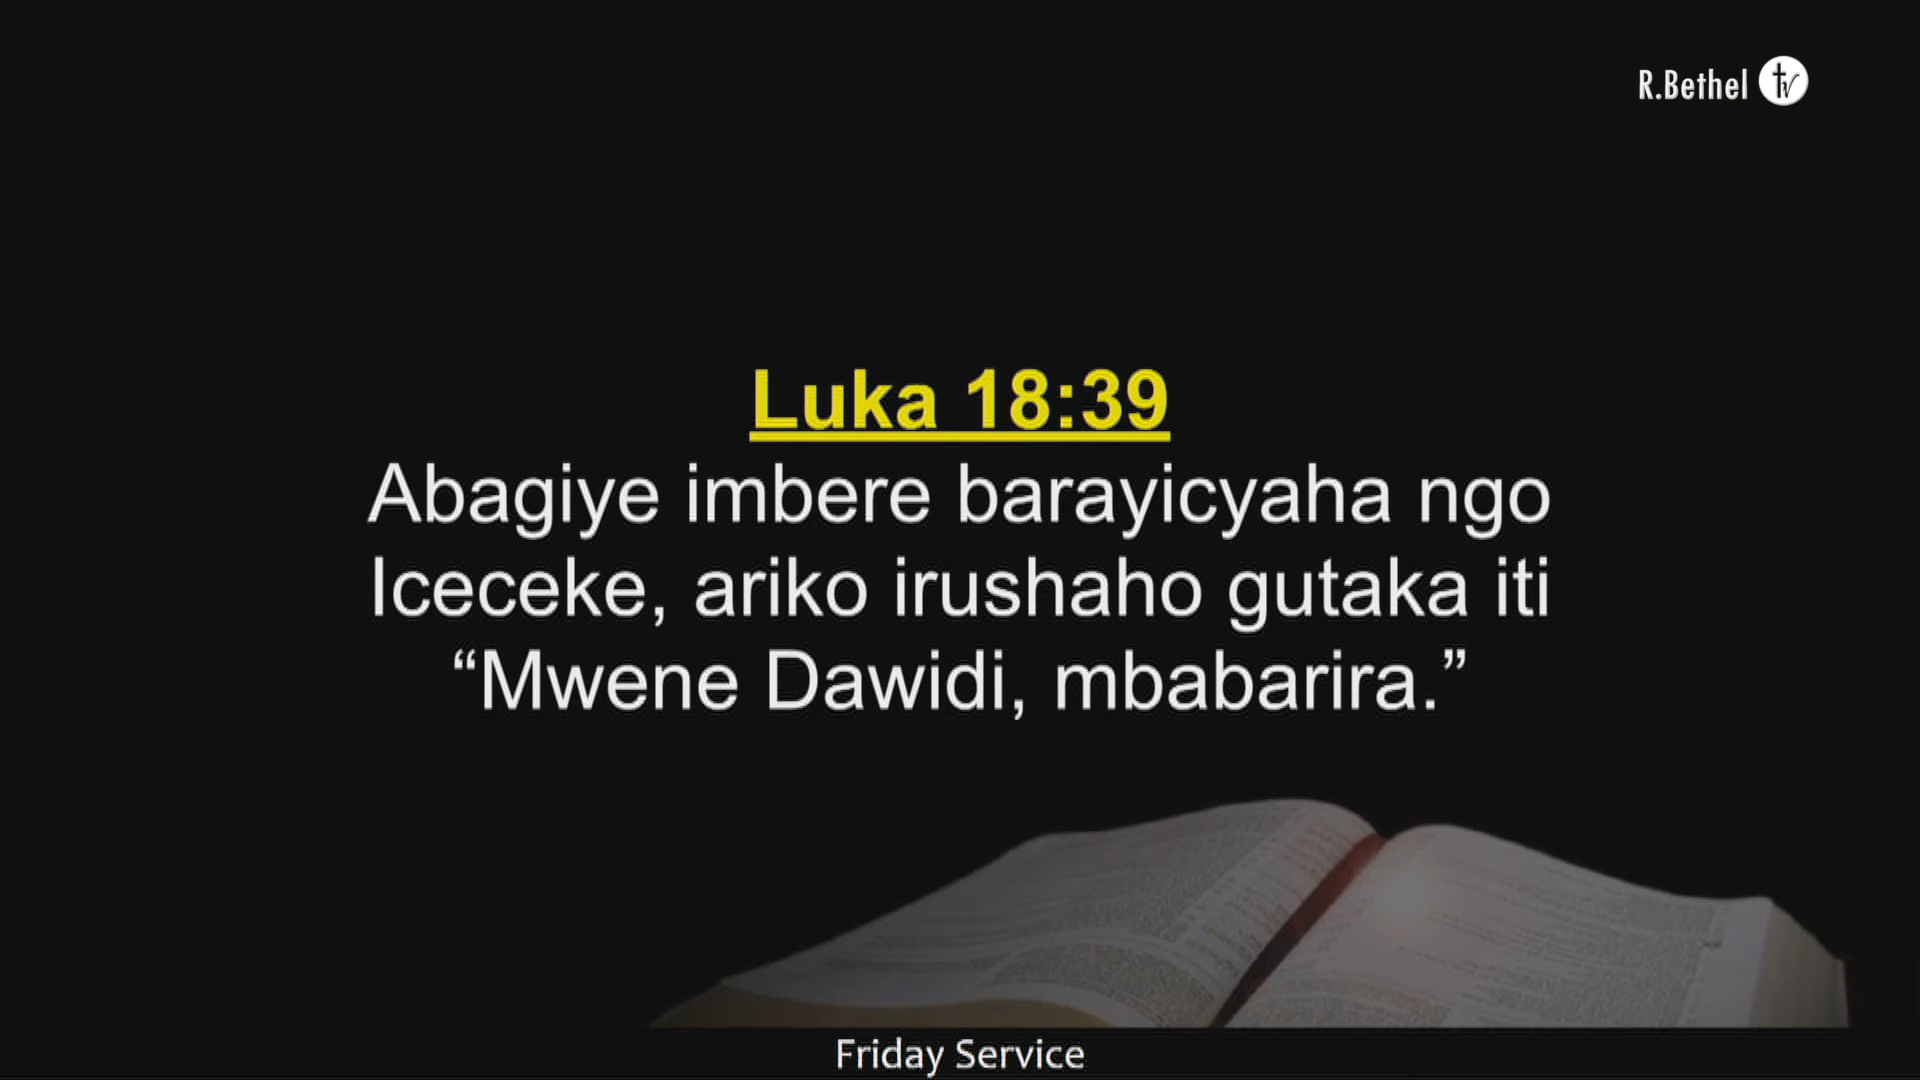 R.Bethel tv
Luka 18:39
Abagiye imbere barayicyaha ngo
Iceceke, ariko irushaho gutaka iti
“Mwene Dawidi, mbabarira.”
Friday Service